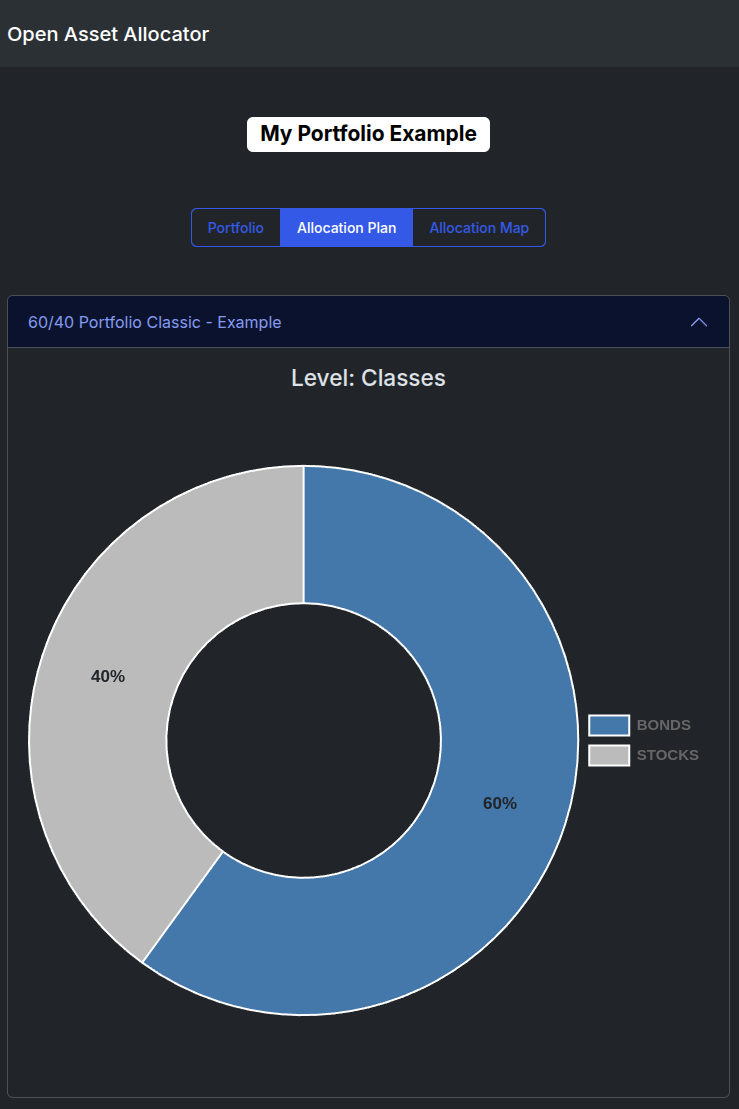 Open Asset Allocator
My Portfolio Example
Portfolio Allocation Plan Allocation Map
60/40 Portfolio Classic - Example
Level: Classes
40%
BONDS
STOCKS
60%